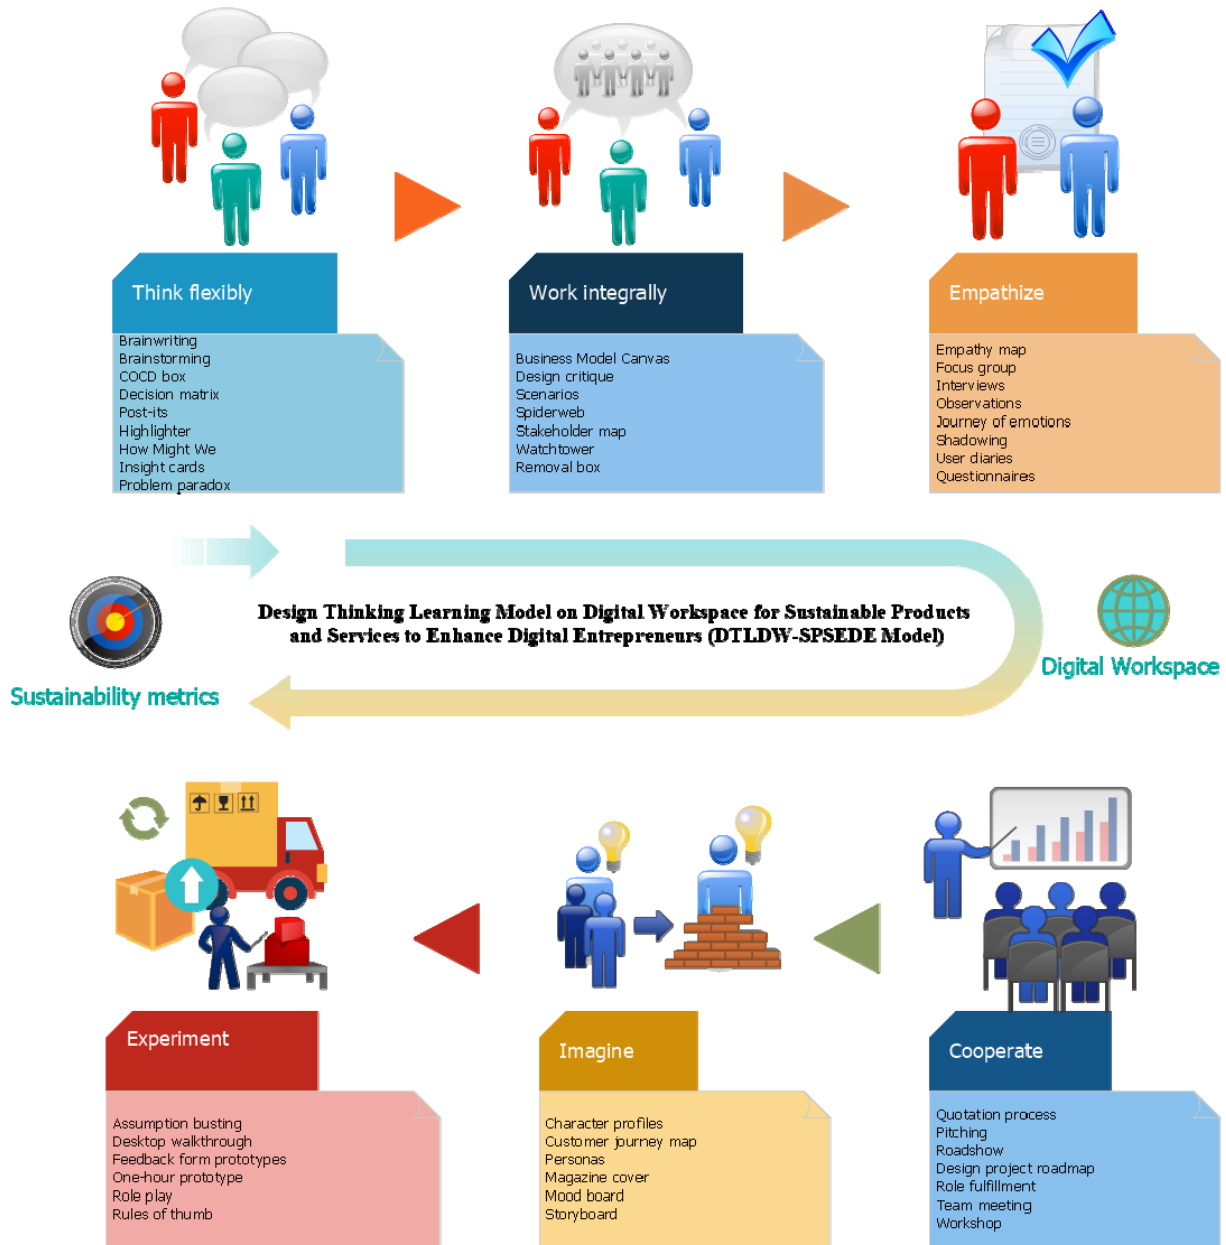 Think flexibly
Brainwriting
Brainstorming
COCD box
Decision matrix
Post-its
Highlighter
How Might We
Insight cards
Problem paradox
Work integrally
Business Model Canvas
Design critique
Scenarios
Spiderweb
Stakeholder map
Watchtower
Removal box
Empathize
Empathy map
Focus group
Interviews
Observations
Journey of emotions
Shadowing
User diaries
Questionnaires
Design Thinking Learning Model on Digital Workspace for Sustainable Products
and Services to Enhance Digital Entrepreneurs (DTLDW-SPSEDE Model)
Sustainability metrics
Digital Workspace
Experiment
Assumption busting
Desktop walkthrough
Feedback form prototypes
One-hour prototype
Role play
Rules of thumb
Imagine
Character profiles
Customer journey map
Personas
Magazine cover
Mood board
Storyboard
Cooperate
Quotation process
Pitching
Roadshow
Design project roadmap
Role fulfillment
Team meeting
Workshop